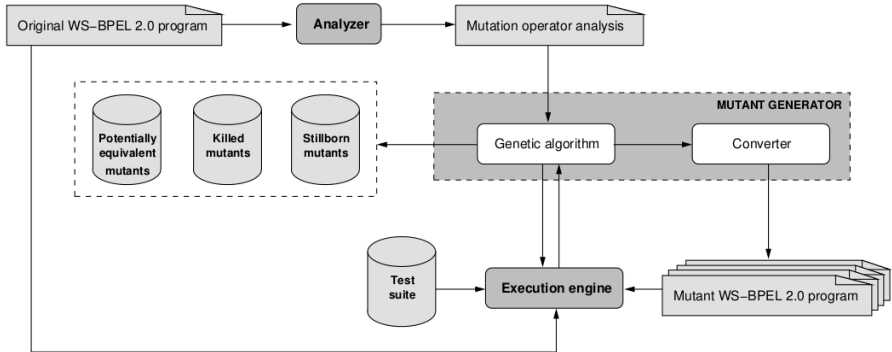 Original WS−BPEL 2.0 program
Analyzer
Mutation operator analysis
MUTANT GENERATOR
Potentially
equivalent
mutants
Killed
mutants
Stillborn
mutants
Genetic algorithm
Converter
Test
suite
Execution engine
Mutant WS−BPEL 2.0 program